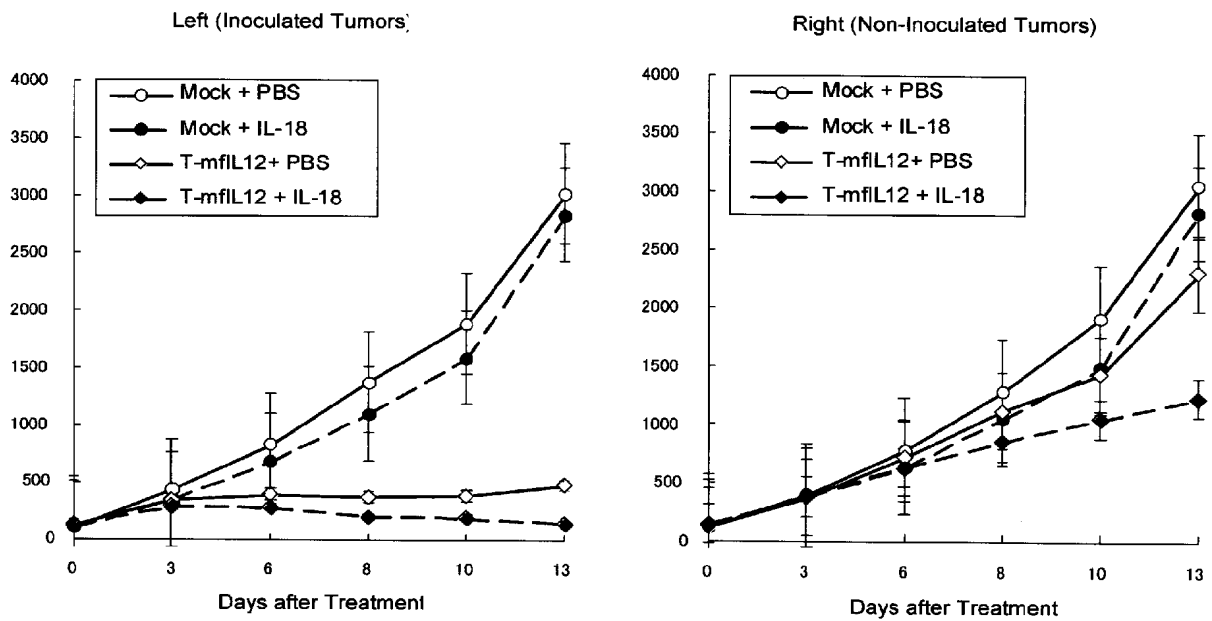 Left (Inoculated Tumors)
4000
3500
3000
2500
2000
1500
1000
500
0
Mock + PBS
Mock + IL-18
T-mfIL12+ PBS
T-mfIL12 + IL-18
0 3 6 8 10 13
Days after Treatment
Right (Non-Inoculated Tumors)
4000
3500
3000
2500
2000
1500
1000
500
0
Mock + PBS
Mock + IL-18
T-mfIL12+ PBS
T-mfIL12 + IL-18
0 3 6 8 10 13
Days after Treatment